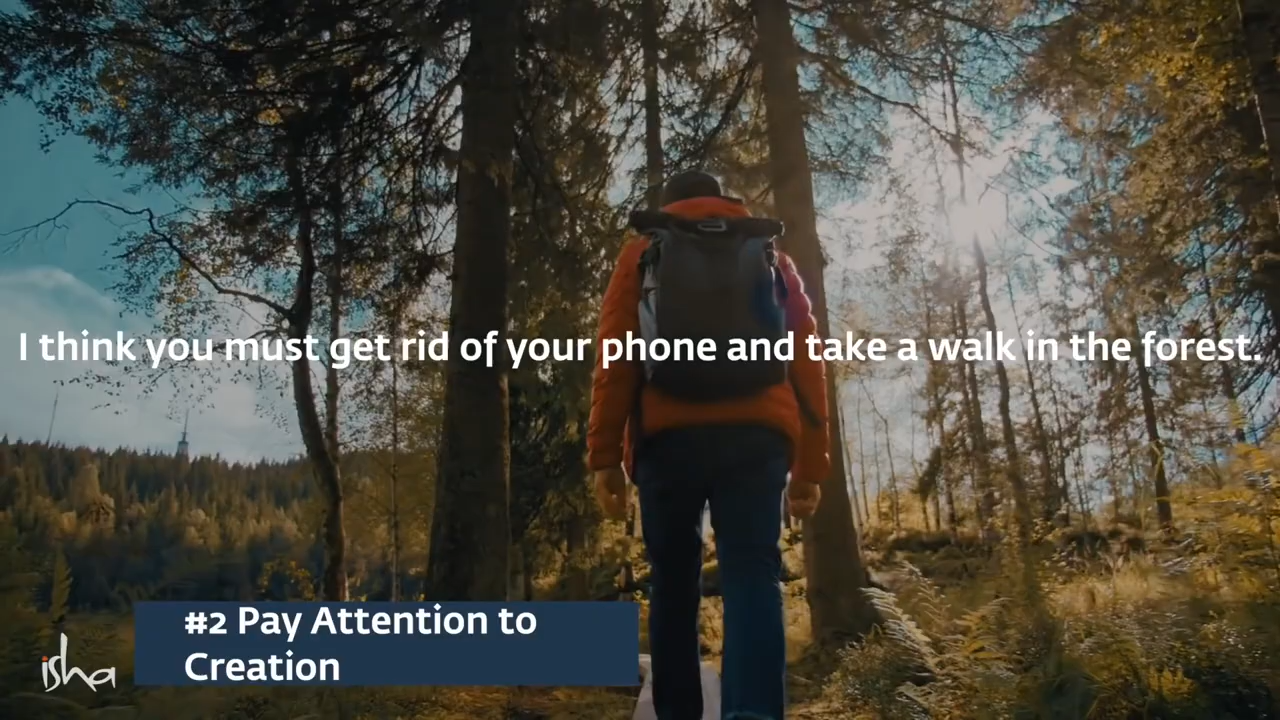 I think you must get rid of your phone and take a walk in the forest.
#2 Pay Attention to
Creation
isha